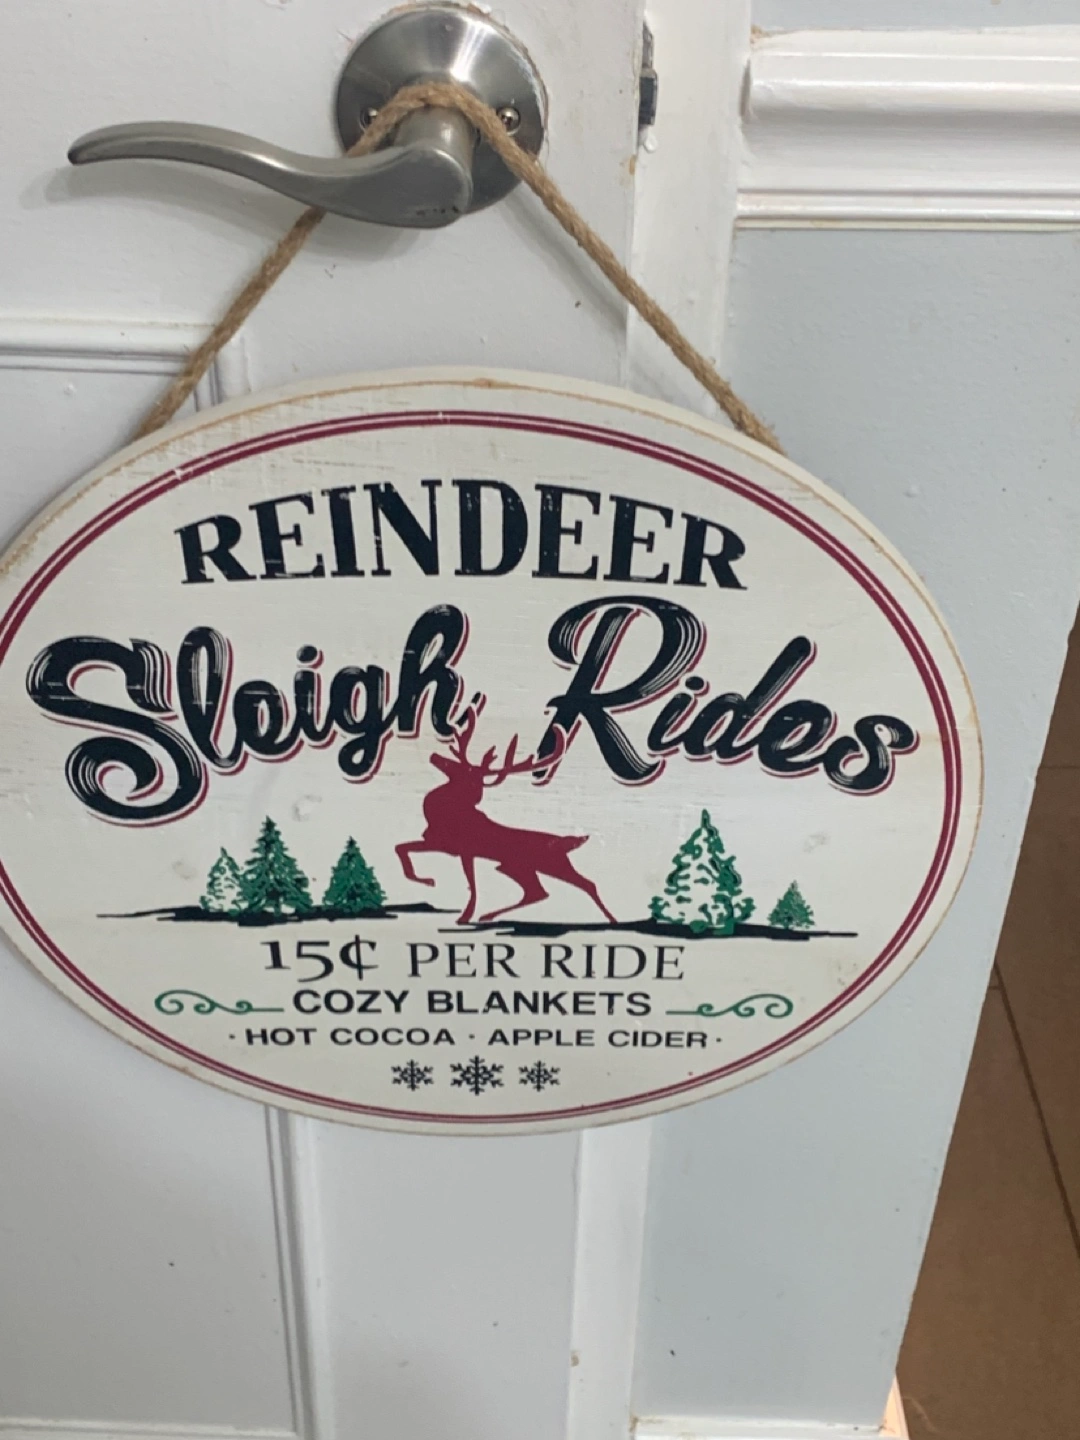 REINDEER
Sleigh Rides
15¢ PER RIDE
COZY BLANKETS
· HOT COCOA · APPLE CIDER ·